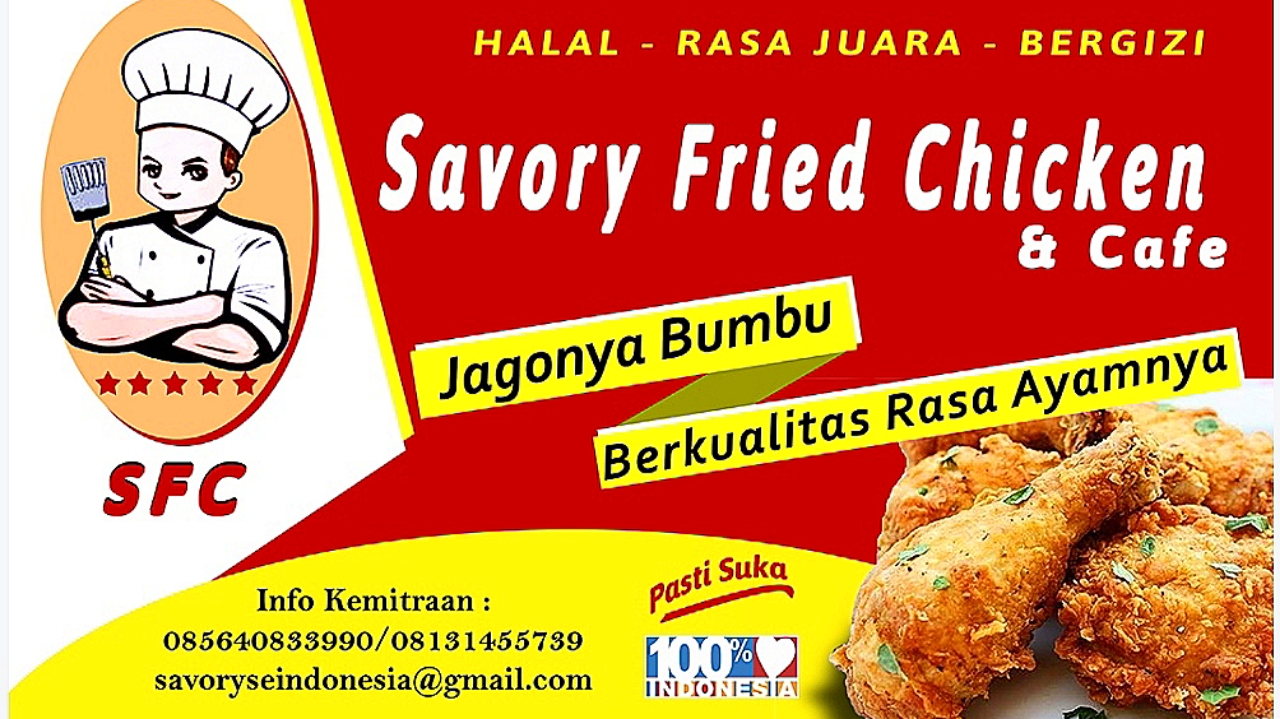 HALAL - RASA JUARA - BERGIZI
Savory Fried Chicken
& Cafe
Jagonya Bumbu
Berkualitas Rasa Ayamnya
SFC
Info Kemitraan :
085640833990/08131455739
savoryseindonesia@gmail.com
Pasti Suka
100%
INDONESIA